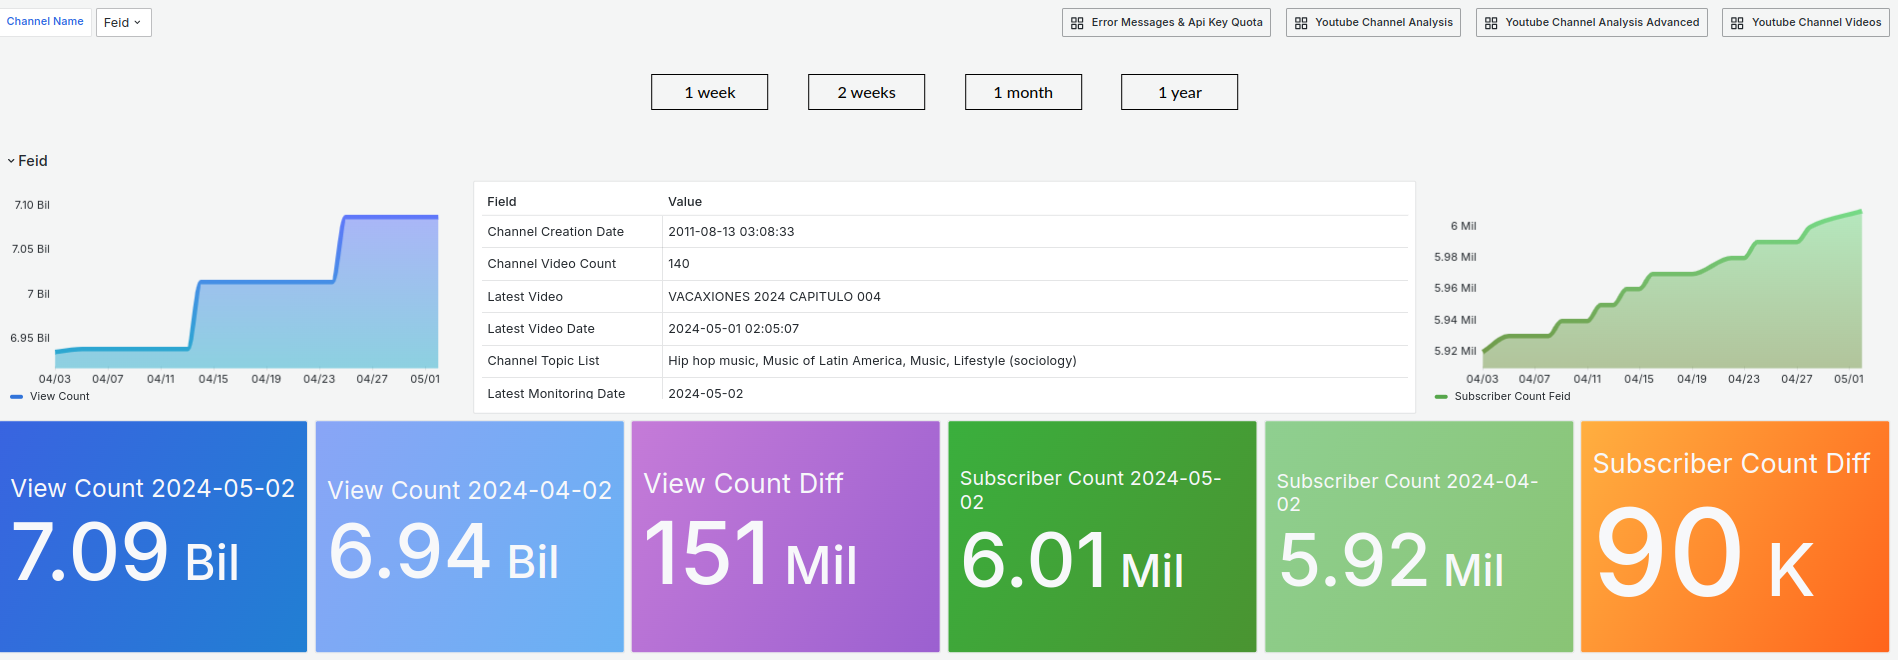 Channel Name
Feid
Error Messages & Api Key Quota
Youtube Channel Analysis
Youtube Channel Analysis Advanced
Youtube Channel Videos
1 week
2 weeks
1 month
1 year
Feid
7.10 Bil
7.05 Bil
7 Bil
6.95 Bil
04/03 04/07 04/11 04/15 04/19 04/23 04/27 05/01
View Count
Field Value
Channel Creation Date 2011-08-13 03:08:33
Channel Video Count 140
Latest Video VACAXIONES 2024 CAPITULO 004
Latest Video Date 2024-05-01 02:05:07
Channel Topic List Hip hop music, Music of Latin America, Music, Lifestyle (sociology)
Latest Monitoring Date 2024-05-02
6 Mil
5.98 Mil
5.96 Mil
5.94 Mil
5.92 Mil
04/03 04/07 04/11 04/15 04/19 04/23 04/27 05/01
Subscriber Count Feid
View Count 2024-05-02
7.09 Bil
View Count 2024-04-02
6.94 Bil
View Count Diff
151 Mil
Subscriber Count 2024-05-
02
6.01 Mil
Subscriber Count 2024-04-
02
5.92 Mil
Subscriber Count Diff
90 K